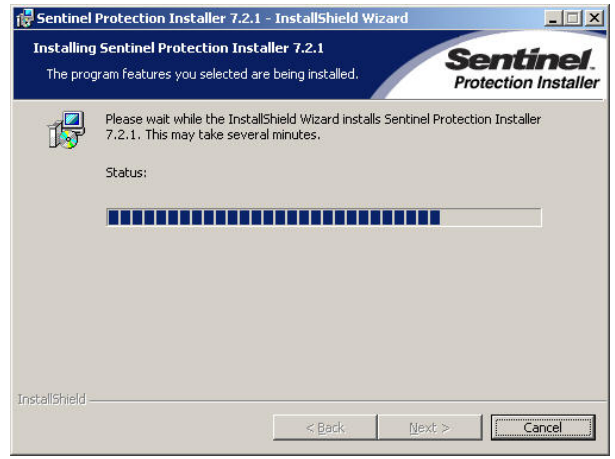 Sentinel Protection Installer 7.2.1 - InstallShield Wizard
Installing Sentinel Protection Installer 7.2.1
The program features you selected are being installed.
Sentinel.
Protection Installer
Please wait while the InstallShield Wizard installs Sentinel Protection Installer
7.2.1. This may take several minutes.
Status:
InstallShield
< Back
Next >
Cancel